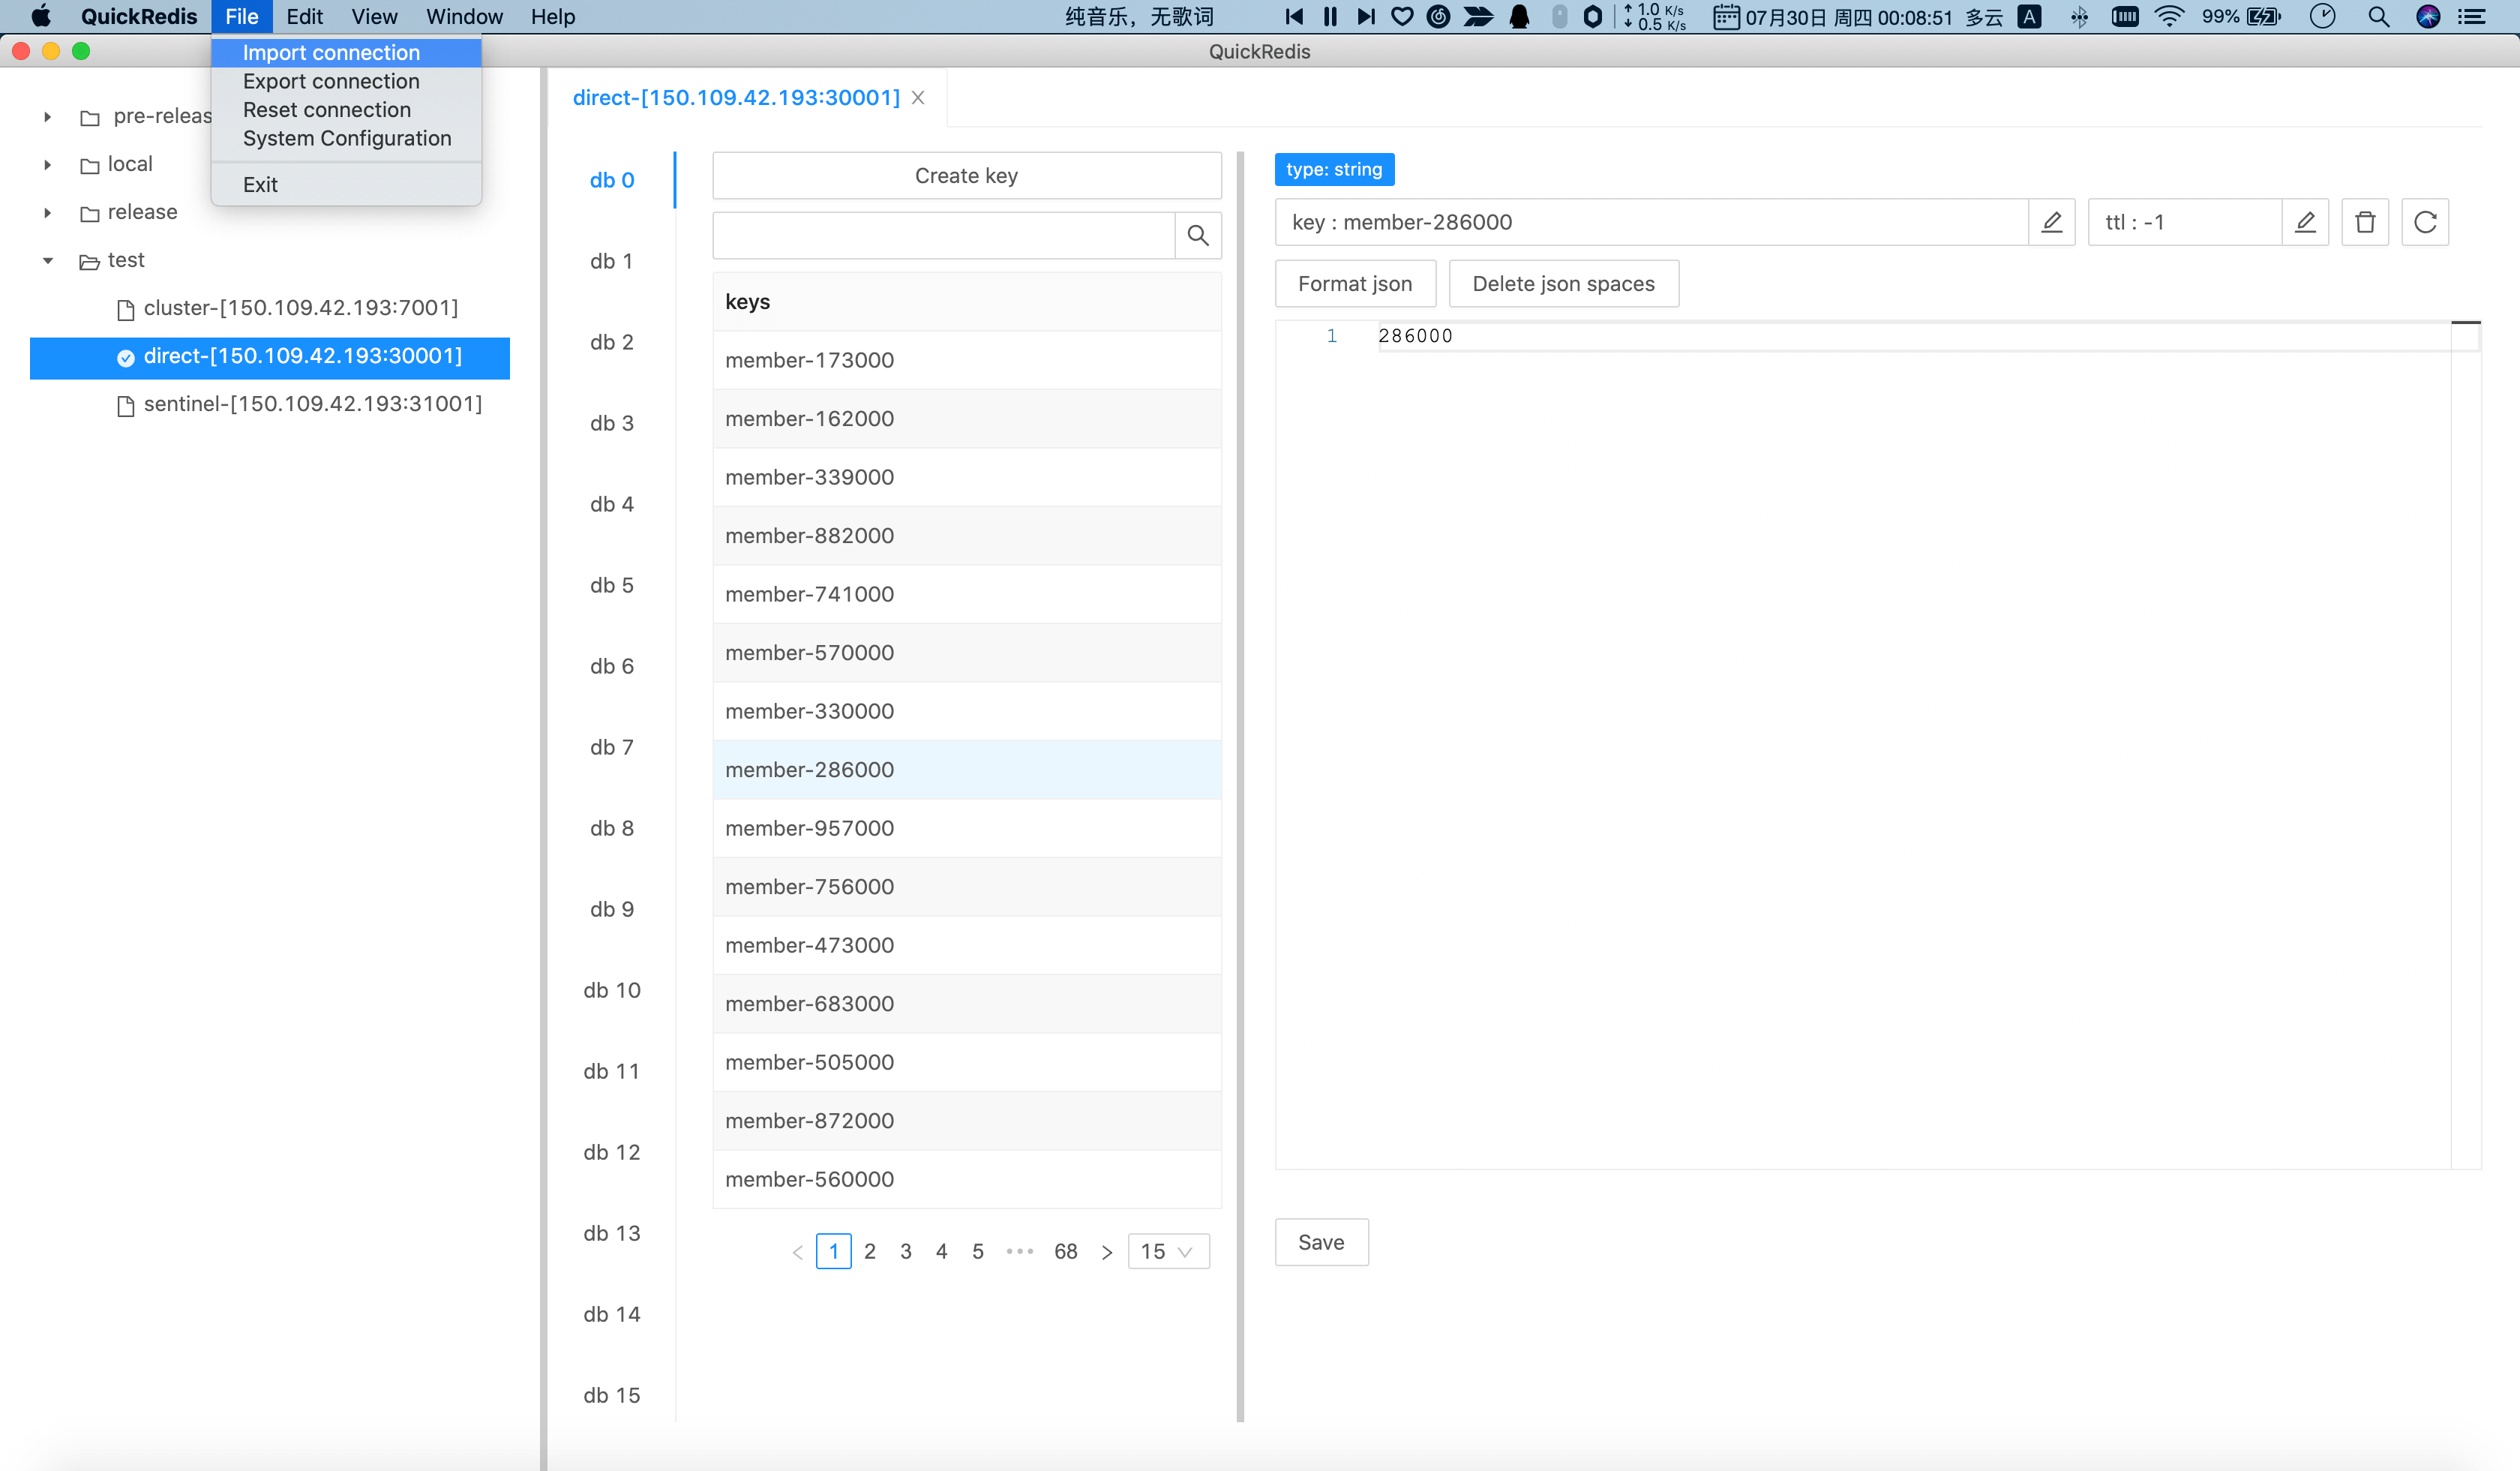 QuickRedis File Edit View Window Help 纯音乐，无歌词 1.0 K/s 0.5 K/s 07月30日 周四 00:08:51 多云 A 99%
QuickRedis
Import connection
Export connection
Reset connection
System Configuration
Exit
pre-releas
local
release
test
cluster-[150.109.42.193:7001]
direct-[150.109.42.193:30001]
sentinel-[150.109.42.193:31001]
direct-[150.109.42.193:30001]
db 0
db 1
db 2
db 3
db 4
db 5
db 6
db 7
db 8
db 9
db 10
db 11
db 12
db 13
db 14
db 15
Create key
keys
member-173000
member-162000
member-339000
member-882000
member-741000
member-570000
member-330000
member-286000
member-957000
member-756000
member-473000
member-683000
member-505000
member-872000
member-560000
< 1 2 3 4 5 ••• 68 > 15
type: string
key : member-286000 ttl : -1
Format json Delete json spaces
1 286000
Save